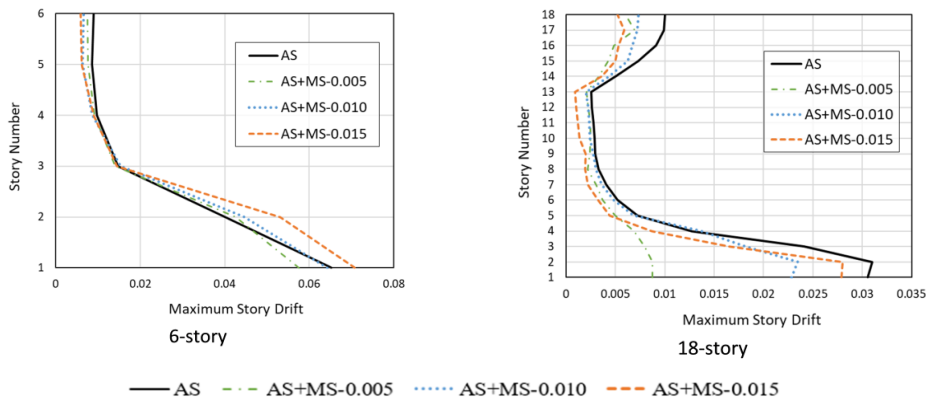 6
5
4
3
2
1
Story Number
0
0.02
0.04
0.06
0.08
Maximum Story Drift
AS
AS+MS-0.005
AS+MS-0.010
AS+MS-0.015
6-story
18
17
16
15
14
13
12
10
9
8
7
6
5
4
3
2
1
Story Number
0
0.005
0.01
0.015
0.02
0.025
0.03
0.035
Maximum Story Drift
AS
AS+MS-0.005
AS+MS-0.010
AS+MS-0.015
18-story
AS AS+MS-0.005 AS+MS-0.010 AS+MS-0.015